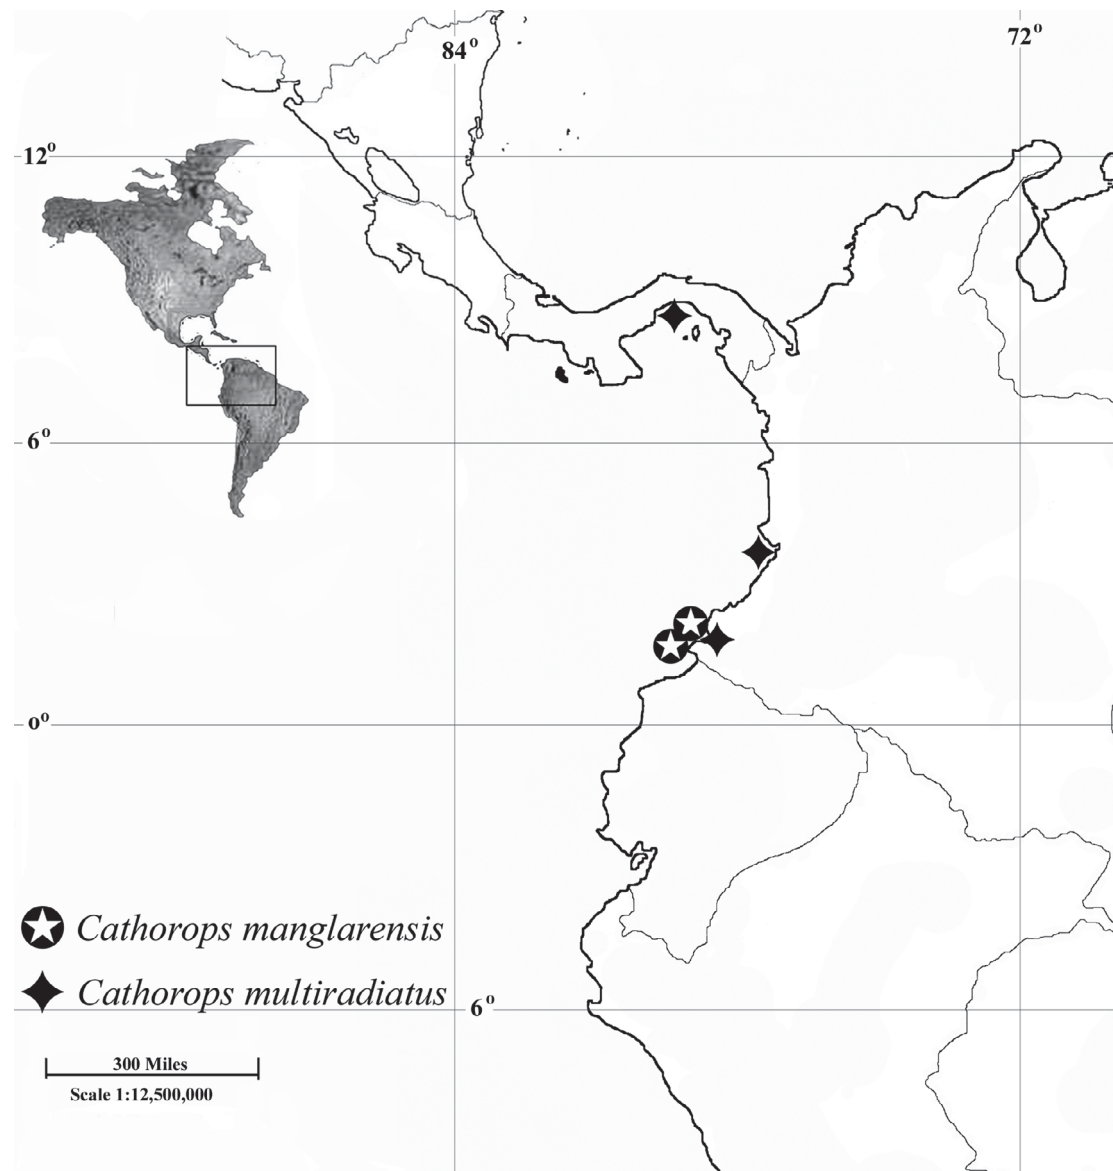 84°
72°
12°
6°
0°
Cathorops manglarensis
Cathorops multiradiatus
6°
300 Miles
Scale 1:12,500,000